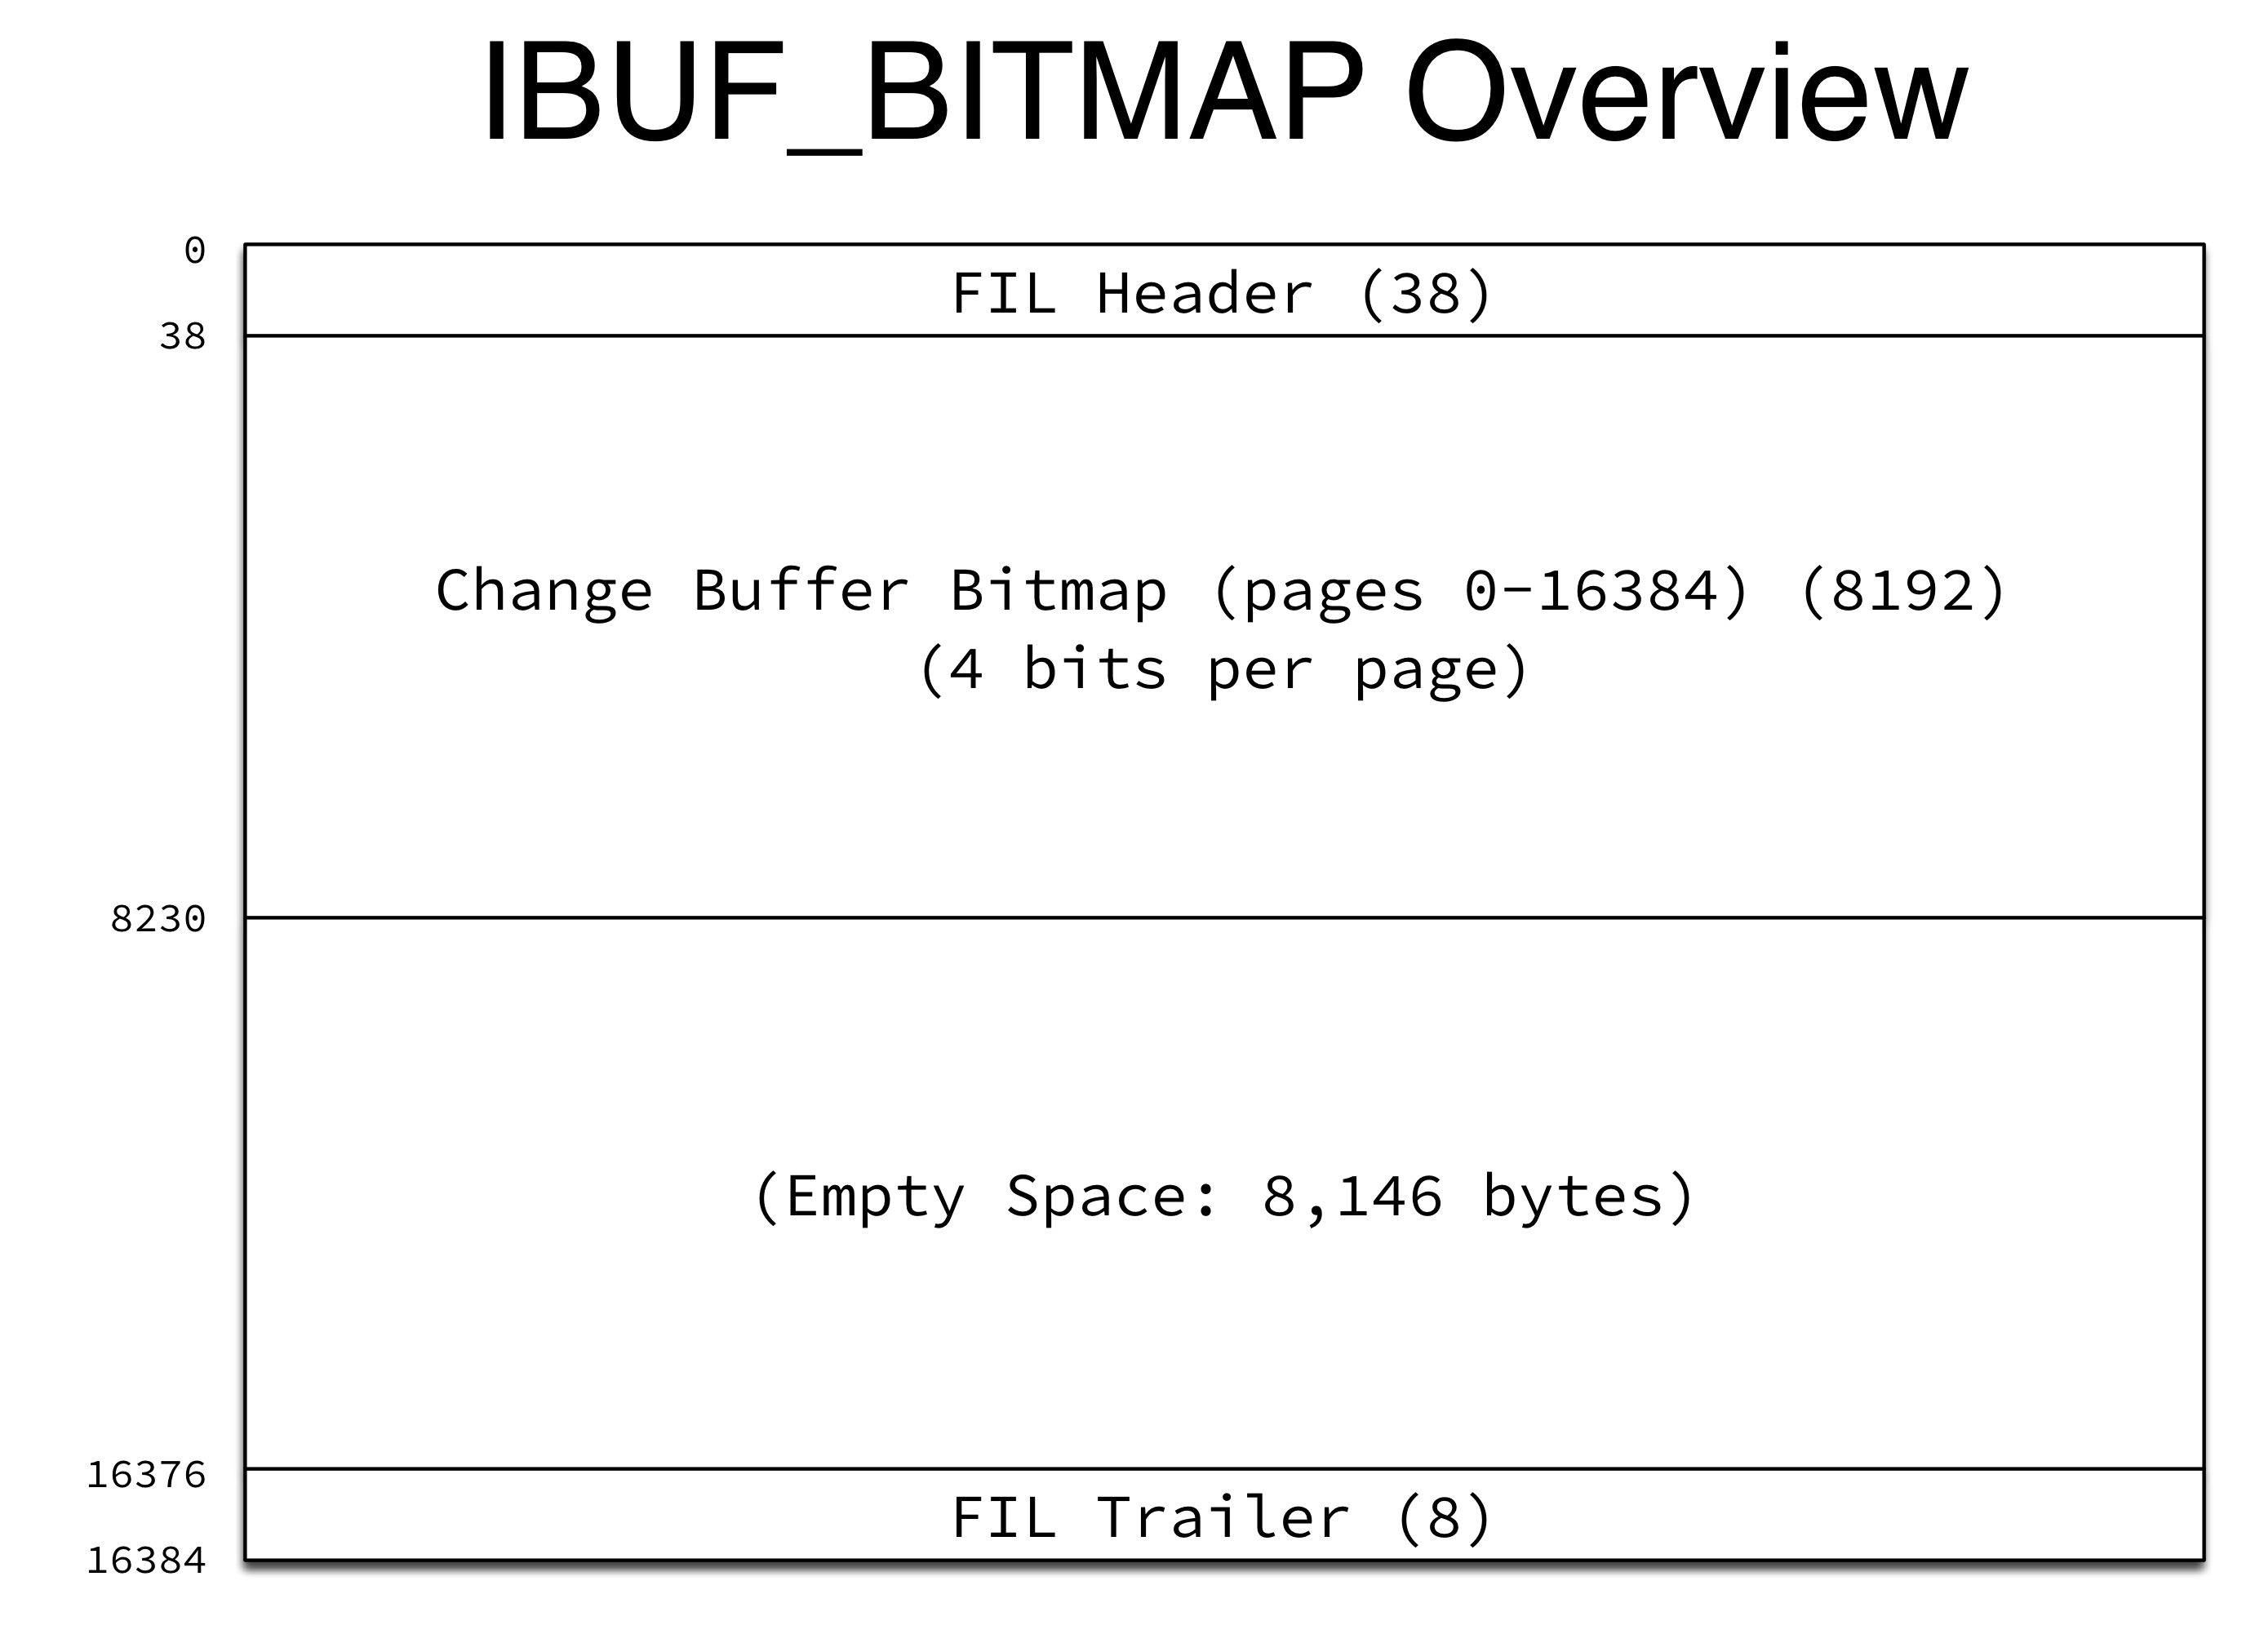 IBUF_BITMAP Overview
0
FIL Header (38)
38
Change Buffer Bitmap (pages 0-16384) (8192)
(4 bits per page)
8230
(Empty Space: 8,146 bytes)
16376
FIL Trailer (8)
16384